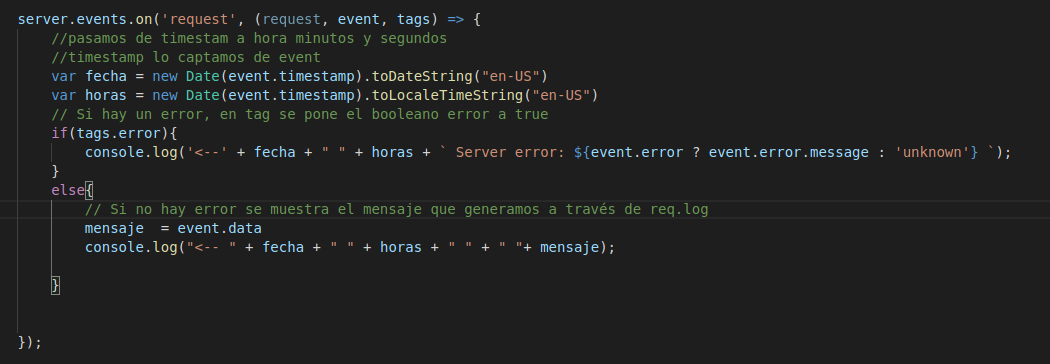 server.events.on('request', (request, event, tags) => {
//pasamos de timestam a hora minutos y segundos
//timestamp lo captamos de event
var fecha = new Date(event.timestamp).toDateString("en-US")
var horas = new Date(event.timestamp).toLocaleTimeString("en-US")
// Si hay un error, en tag se pone el booleano error a true
if(tags.error){
console.log('<--' + fecha + " " + horas + ` Server error: ${event.error ? event.error.message : 'unknown'} `);
}
else{
// Si no hay error se muestra el mensaje que generamos a través de req.log
mensaje  = event.data
console.log("<-- " + fecha + " " + horas + " " + " "+ mensaje);
}
});